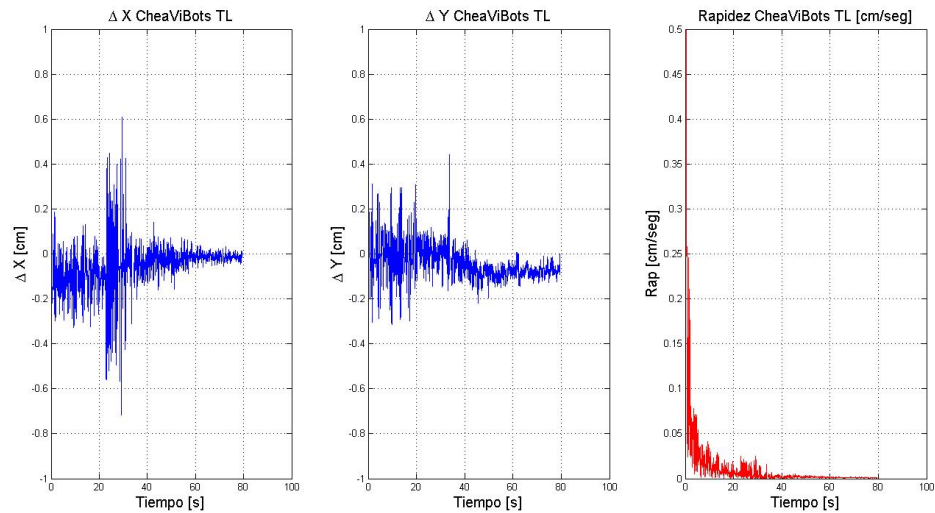 Δ X CheaViBots TL
1
0.8
0.6
0.4
0.2
0
-0.2
-0.4
-0.6
-0.8
-1
Δ X [cm]
0 20 40 60 80 100
Tiempo [s]
Δ Y CheaViBots TL
1
0.8
0.6
0.4
0.2
0
-0.2
-0.4
-0.6
-0.8
-1
Δ Y [cm]
0 20 40 60 80 100
Tiempo [s]
Rapidez CheaViBots TL [cm/seg]
0.5
0.45
0.4
0.35
0.3
0.25
0.2
0.15
0.1
0.05
0
Rap [cm/seg]
0 20 40 60 80 100
Tiempo [s]